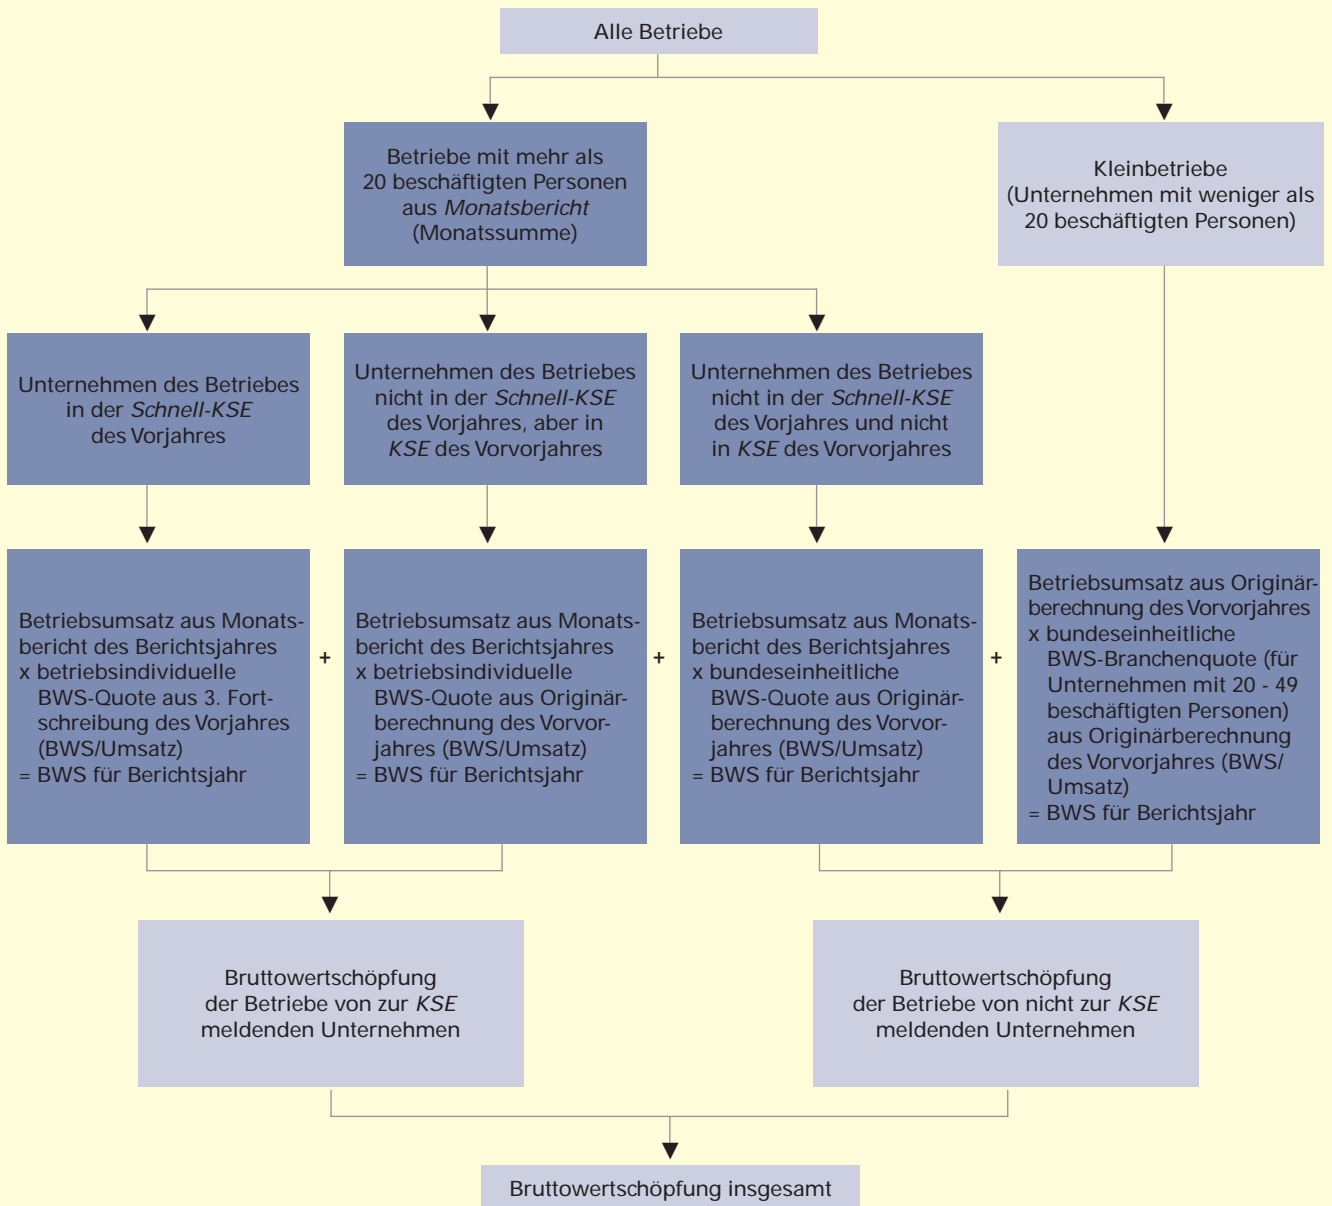 Alle Betriebe
Betriebe mit mehr als
20 beschäftigten Personen
aus Monatsbericht
(Monatssumme)
Kleinbetriebe
(Unternehmen mit weniger als
20 beschäftigten Personen)
Unternehmen des Betriebes
in der Schnell-KSE
des Vorjahres
Unternehmen des Betriebes
nicht in der Schnell-KSE
des Vorjahres, aber in
KSE des Vorvorjahres
Unternehmen des Betriebes
nicht in der Schnell-KSE
des Vorjahres und nicht
in KSE des Vorvorjahres
Betriebsumsatz aus Monats-
bericht des Berichtsjahres
x betriebsindividuelle
BWS-Quote aus 3. Fort-
schreibung des Vorjahres
(BWS/Umsatz)
= BWS für Berichtsjahr
+
Betriebsumsatz aus Monats-
bericht des Berichtsjahres
x betriebsindividuelle
BWS-Quote aus Originär-
berechnung des Vorvor-
jahres (BWS/Umsatz)
= BWS für Berichtsjahr
+
Betriebsumsatz aus Monats-
bericht des Berichtsjahres
x bundeseinheitliche
BWS-Quote aus Originär-
berechnung des Vorvor-
jahres (BWS/Umsatz)
= BWS für Berichtsjahr
+
Betriebsumsatz aus Originär-
berechnung des Vorvorjahres
x bundeseinheitliche
BWS-Branchenquote (für
Unternehmen mit 20 - 49
beschäftigten Personen)
aus Originärberechnung
des Vorvorjahres (BWS/
Umsatz)
= BWS für Berichtsjahr
Bruttowertschöpfung
der Betriebe von zur KSE
meldenden Unternehmen
Bruttowertschöpfung
der Betriebe von nicht zur KSE
meldenden Unternehmen
Bruttowertschöpfung insgesamt